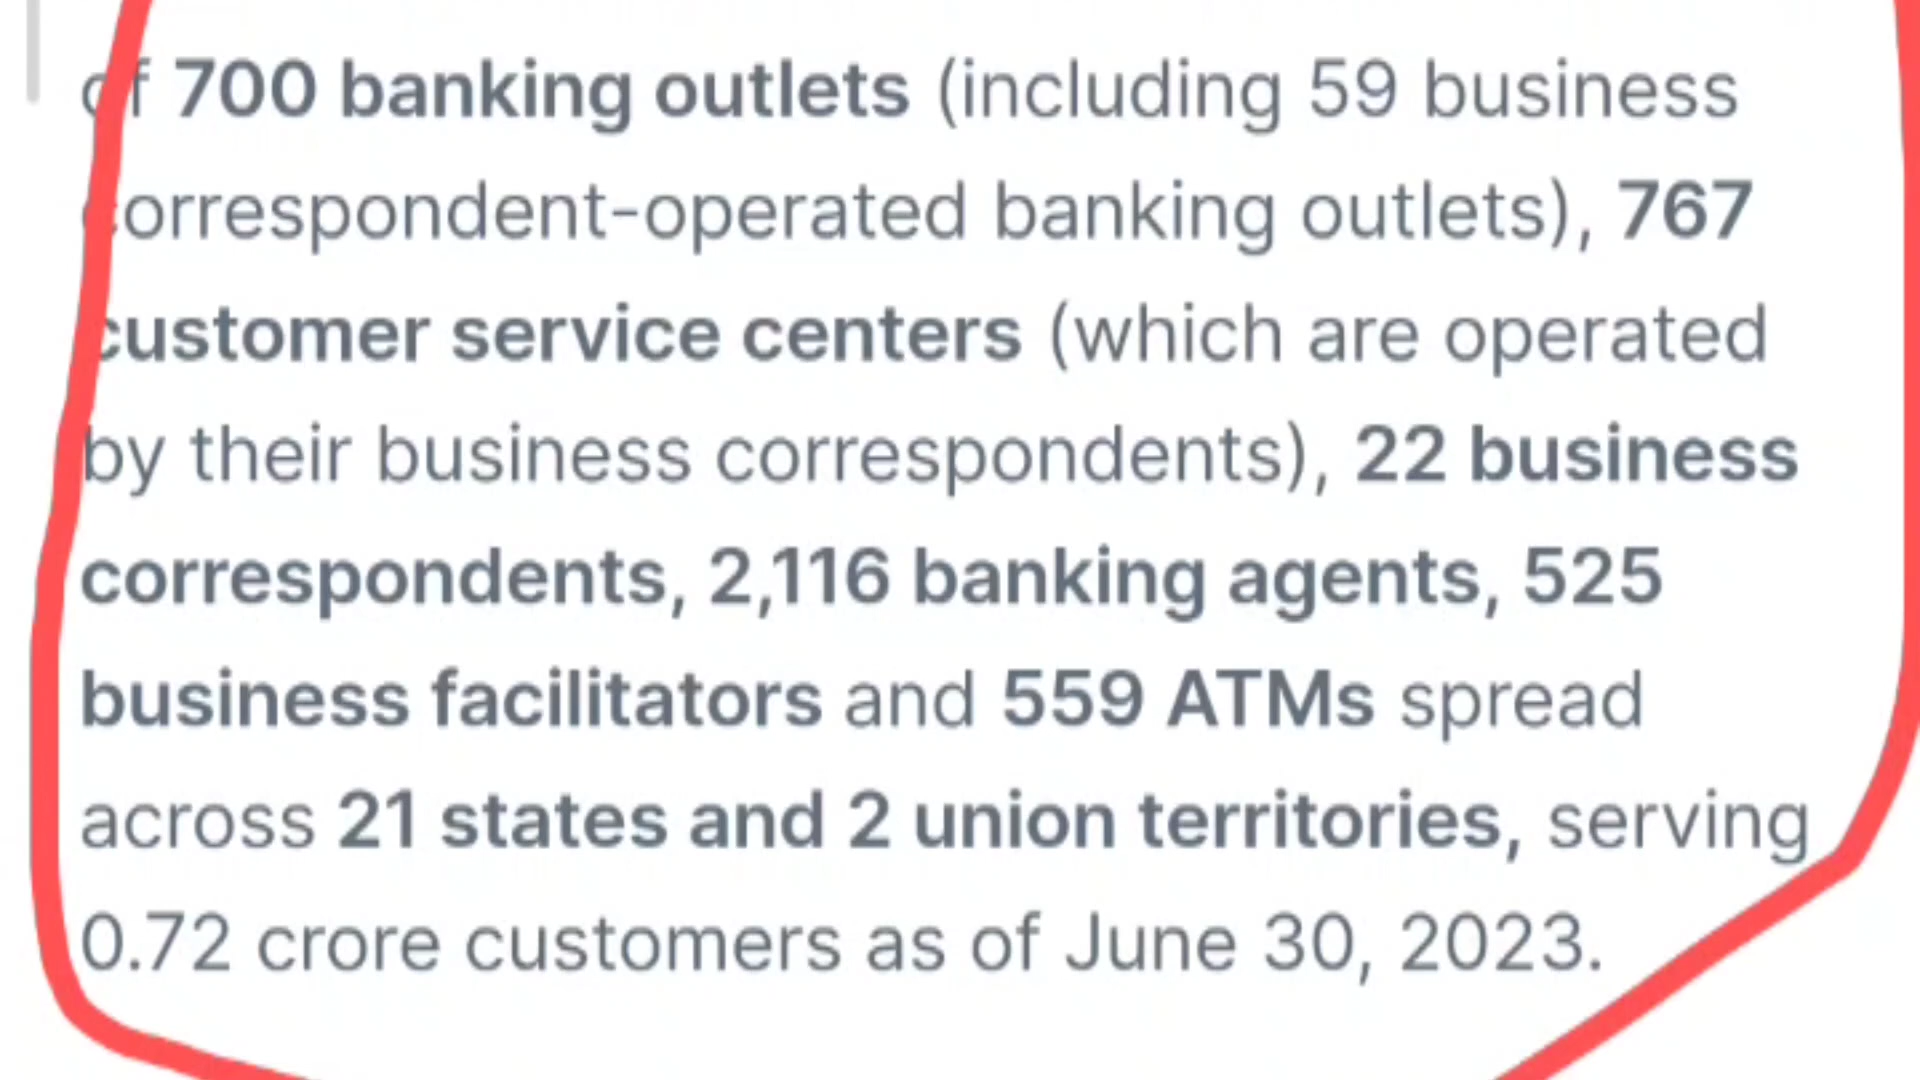 of 700 banking outlets (including 59 business
correspondent-operated banking outlets), 767
customer service centers (which are operated
by their business correspondents), 22 business
correspondents, 2,116 banking agents, 525
business facilitators and 559 ATMs spread
across 21 states and 2 union territories, serving
0.72 crore customers as of June 30, 2023.